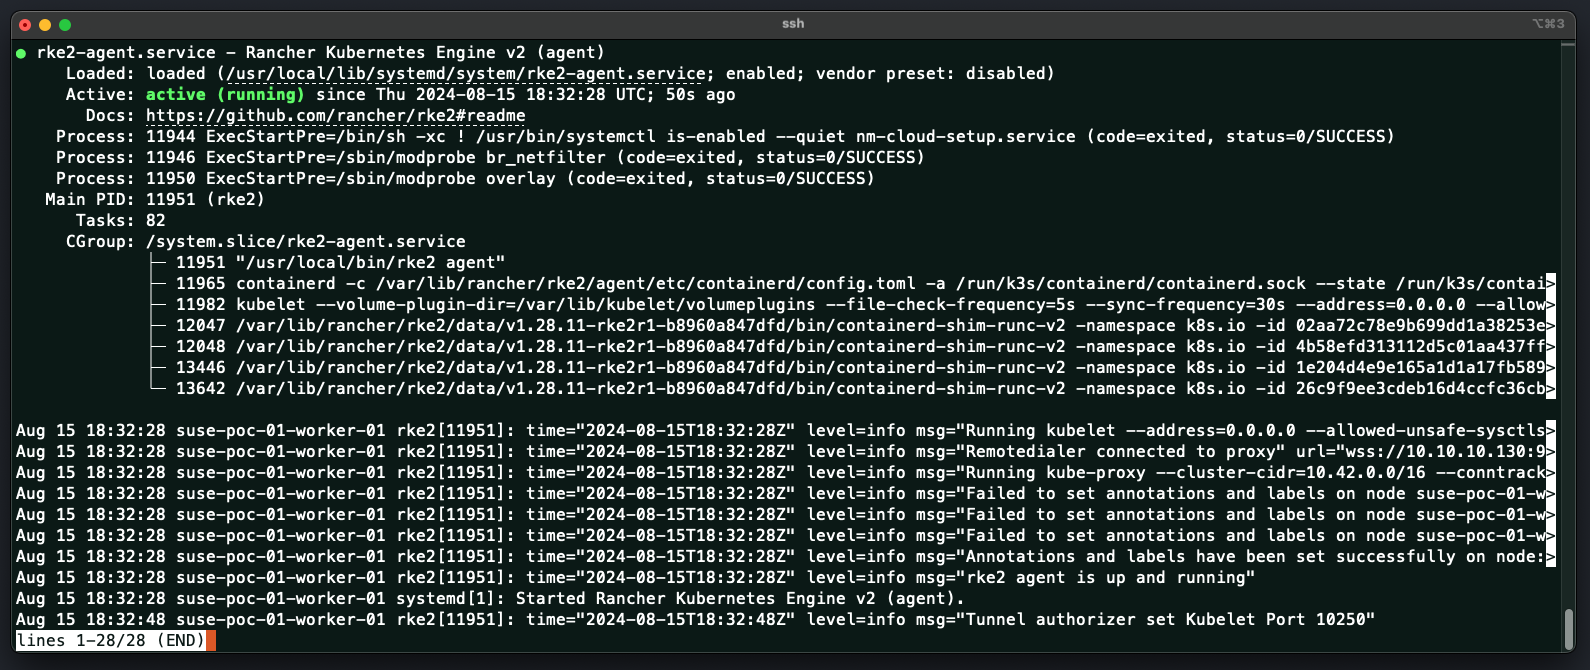 ssh
⌥⌘3
● rke2-agent.service – Rancher Kubernetes Engine v2 (agent)
Loaded: loaded (/usr/local/lib/systemd/system/rke2-agent.service; enabled; vendor preset: disabled)
Active: active (running) since Thu 2024-08-15 18:32:28 UTC; 50s ago
Docs: https://github.com/rancher/rke2#readme
Process: 11944 ExecStartPre=/bin/sh -xc ! /usr/bin/systemctl is-enabled --quiet nm-cloud-setup.service (code=exited, status=0/SUCCESS)
Process: 11946 ExecStartPre=/sbin/modprobe br_netfilter (code=exited, status=0/SUCCESS)
Process: 11950 ExecStartPre=/sbin/modprobe overlay (code=exited, status=0/SUCCESS)
Main PID: 11951 (rke2)
Tasks: 82
CGroup: /system.slice/rke2-agent.service
├─ 11951 "/usr/local/bin/rke2 agent"
├─ 11965 containerd -c /var/lib/rancher/rke2/agent/etc/containerd/config.toml -a /run/k3s/containerd/containerd.sock --state /run/k3s/contai>
├─ 11982 kubelet --volume-plugin-dir=/var/lib/kubelet/volumeplugins --file-check-frequency=5s --sync-frequency=30s --address=0.0.0.0 --allow>
├─ 12047 /var/lib/rancher/rke2/data/v1.28.11-rke2r1-b8960a847dfd/bin/containerd-shim-runc-v2 -namespace k8s.io -id 02aa72c78e9b699dd1a38253e>
├─ 12048 /var/lib/rancher/rke2/data/v1.28.11-rke2r1-b8960a847dfd/bin/containerd-shim-runc-v2 -namespace k8s.io -id 4b58efd313112d5c01aa437ff>
├─ 13446 /var/lib/rancher/rke2/data/v1.28.11-rke2r1-b8960a847dfd/bin/containerd-shim-runc-v2 -namespace k8s.io -id 1e204d4e9e165a1d1a17fb589>
└─ 13642 /var/lib/rancher/rke2/data/v1.28.11-rke2r1-b8960a847dfd/bin/containerd-shim-runc-v2 -namespace k8s.io -id 26c9f9ee3cdeb16d4ccfc36cb>
Aug 15 18:32:28 suse-poc-01-worker-01 rke2[11951]: time="2024-08-15T18:32:28Z" level=info msg="Running kubelet --address=0.0.0.0 --allowed-unsafe-sysctls>
Aug 15 18:32:28 suse-poc-01-worker-01 rke2[11951]: time="2024-08-15T18:32:28Z" level=info msg="Remotedialer connected to proxy" url="wss://10.10.10.130:9>
Aug 15 18:32:28 suse-poc-01-worker-01 rke2[11951]: time="2024-08-15T18:32:28Z" level=info msg="Running kube-proxy --cluster-cidr=10.42.0.0/16 --conntrack>
Aug 15 18:32:28 suse-poc-01-worker-01 rke2[11951]: time="2024-08-15T18:32:28Z" level=info msg="Failed to set annotations and labels on node suse-poc-01-w>
Aug 15 18:32:28 suse-poc-01-worker-01 rke2[11951]: time="2024-08-15T18:32:28Z" level=info msg="Failed to set annotations and labels on node suse-poc-01-w>
Aug 15 18:32:28 suse-poc-01-worker-01 rke2[11951]: time="2024-08-15T18:32:28Z" level=info msg="Failed to set annotations and labels on node suse-poc-01-w>
Aug 15 18:32:28 suse-poc-01-worker-01 rke2[11951]: time="2024-08-15T18:32:28Z" level=info msg="Annotations and labels have been set successfully on node:>
Aug 15 18:32:28 suse-poc-01-worker-01 rke2[11951]: time="2024-08-15T18:32:28Z" level=info msg="rke2 agent is up and running"
Aug 15 18:32:28 suse-poc-01-worker-01 systemd[1]: Started Rancher Kubernetes Engine v2 (agent).
Aug 15 18:32:48 suse-poc-01-worker-01 rke2[11951]: time="2024-08-15T18:32:48Z" level=info msg="Tunnel authorizer set Kubelet Port 10250"
lines 1-28/28 (END)